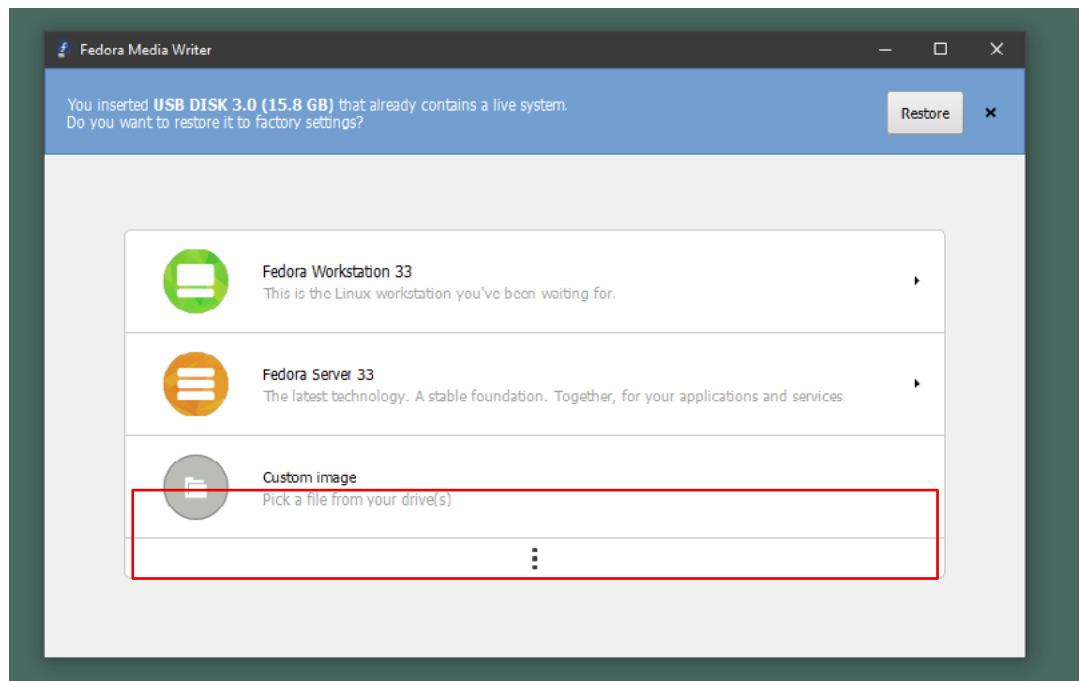 Fedora Media Writer
You inserted USB DISK 3.0 (15.8 GB) that already contains a live system.
Do you want to restore it to factory settings?
Restore
Fedora Workstation 33
This is the Linux workstation you've been waiting for.
Fedora Server 33
The latest technology. A stable foundation. Together, for your applications and services.
Custom image
Pick a file from your drive(s)